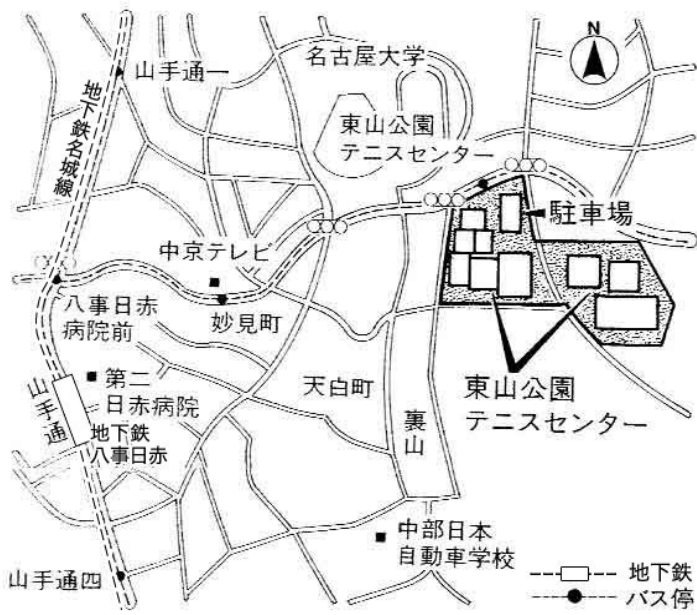 N
名古屋大学
山手通一
地下鉄名城線
東山公園
テニスセンター
駐車場
中京テレビ
八事日赤
病院前
妙見町
第二
日赤病院
天白町
東山公園
テニスセンター
裏山
山手通
地下鉄
八事日赤
中部日本
自動車学校
山手通四
地下鉄
バス停